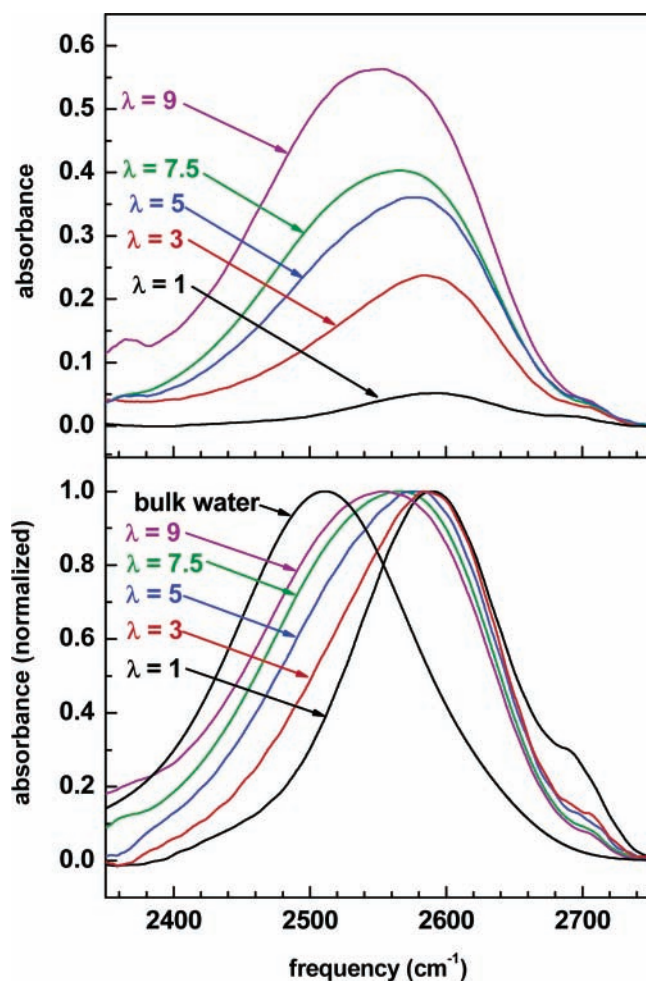 0.6
0.5
0.4
0.3
0.2
0.1
0.0
absorbance
λ = 9
λ = 7.5
λ = 5
λ = 3
λ = 1
1.0
0.8
0.6
0.4
0.2
0.0
absorbance (normalized)
bulk water
λ = 9
λ = 7.5
λ = 5
λ = 3
λ = 1
2400 2500 2600 2700
frequency (cm⁻¹)